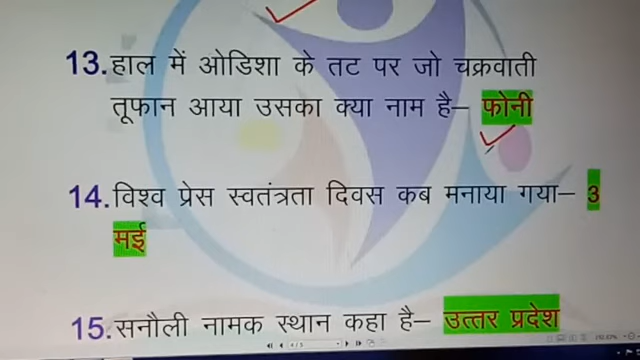 13. हाल में ओडिशा के तट पर जो चक्रवाती
तूफान आया उसका क्या नाम है– फोनी
14. विश्व प्रेस स्वतंत्रता दिवस कब मनाया गया– 3
मई
15. सनौली नामक स्थान कहा है– उत्तर प्रदेश